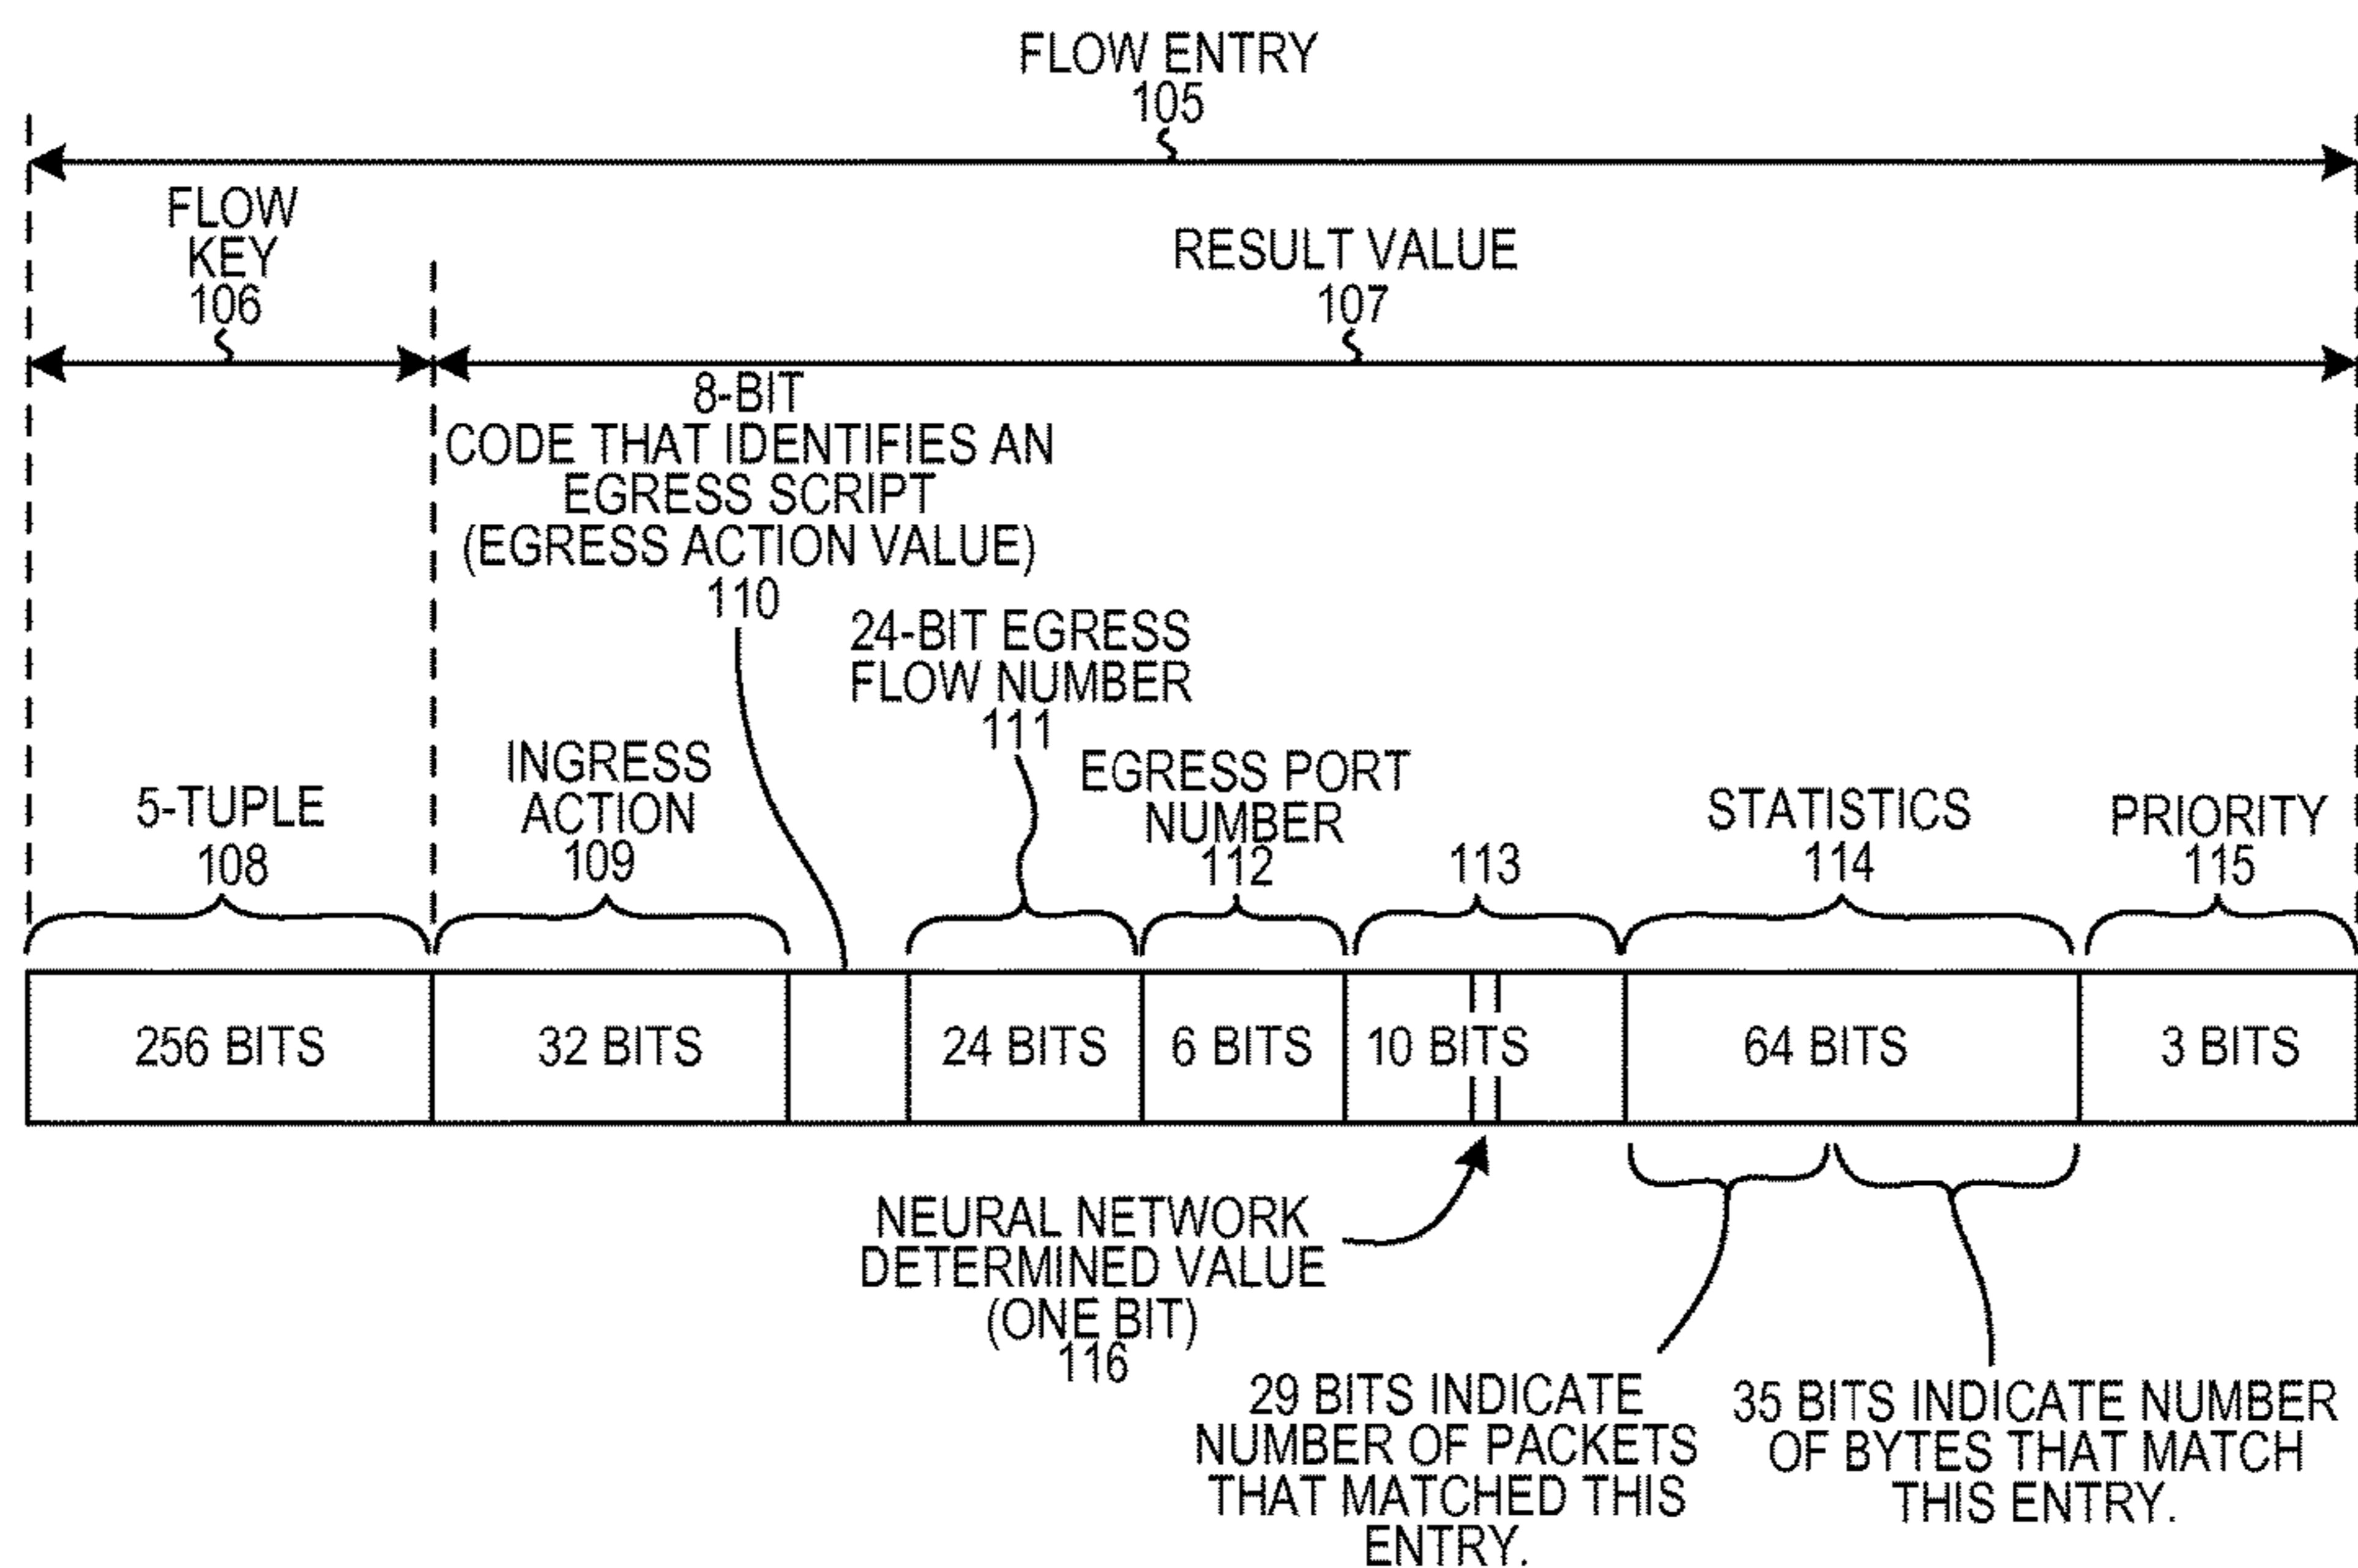 FLOW ENTRY
105
FLOW
KEY
106
RESULT VALUE
107
8-BIT
CODE THAT IDENTIFIES AN
EGRESS SCRIPT
(EGRESS ACTION VALUE)
110
24-BIT EGRESS
FLOW NUMBER
111
5-TUPLE
108
INGRESS
ACTION
109
EGRESS PORT
NUMBER
112
113
STATISTICS
114
PRIORITY
115
256 BITS
32 BITS
24 BITS
6 BITS
10 BITS
64 BITS
3 BITS
NEURAL NETWORK
DETERMINED VALUE
(ONE BIT)
116
29 BITS INDICATE
NUMBER OF PACKETS
THAT MATCHED THIS
ENTRY.
35 BITS INDICATE NUMBER
OF BYTES THAT MATCH
THIS ENTRY.